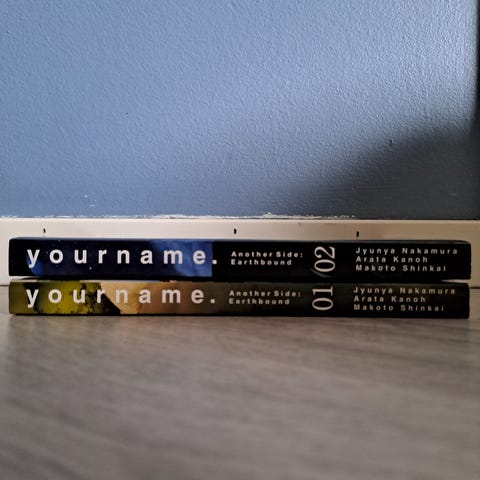 yourname.
Another Side:
Earthbound
02
Jyunya Nakamura
Arata Kanoh
Makoto Shinkai
yourname.
Another Side:
Earthbound
01
Jyunya Nakamura
Arata Kanoh
Makoto Shinkai